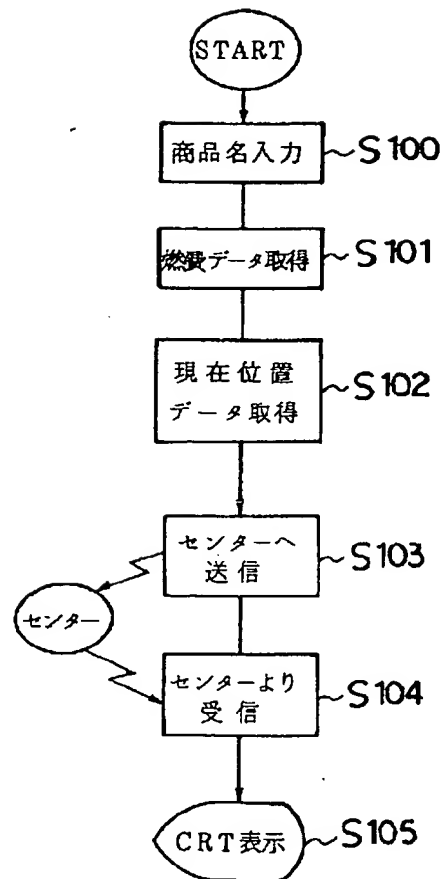 START
商品名入力
S100
燃費データ取得
S101
現在位置
データ取得
S102
センターへ
送信
S103
センター
センターより
受信
S104
CRT表示
S105